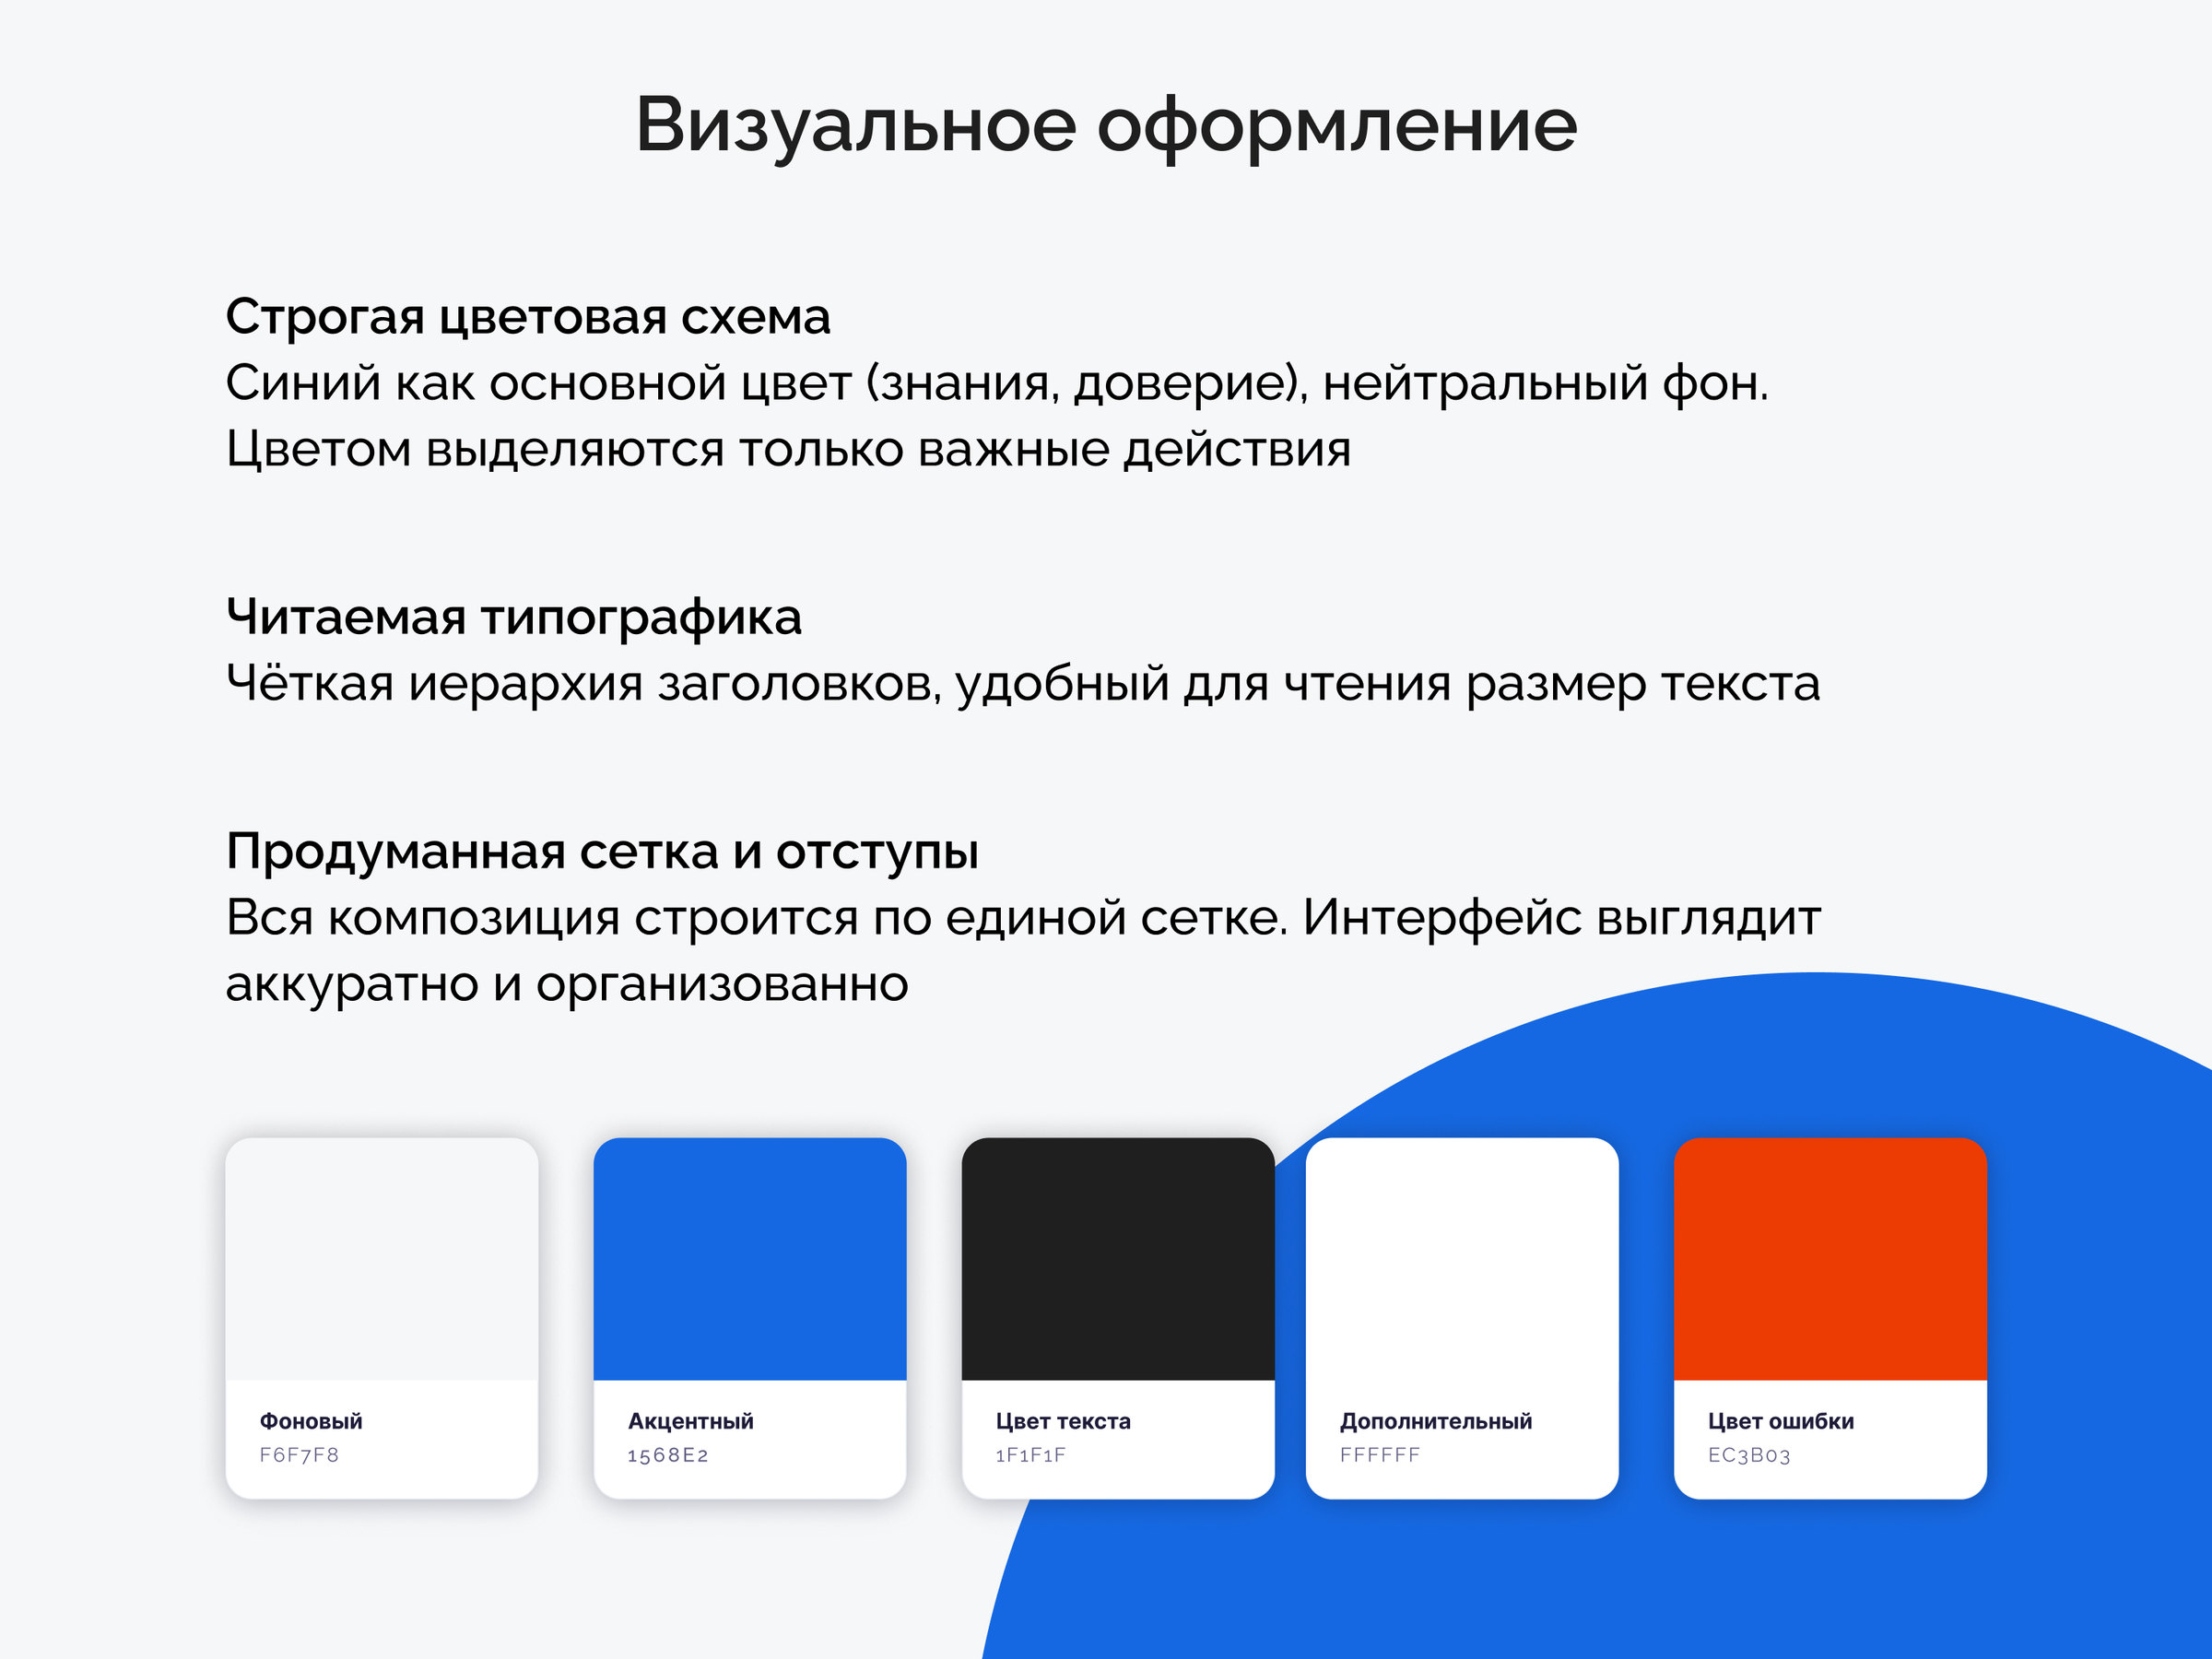 Визуальное оформление
Строгая цветовая схема
Синий как основной цвет (знания, доверие), нейтральный фон.
Цветом выделяются только важные действия
Читаемая типографика
Чёткая иерархия заголовков, удобный для чтения размер текста
Продуманная сетка и отступы
Вся композиция строится по единой сетке. Интерфейс выглядит
аккуратно и организованно
Фоновый
F6F7F8
Акцентный
1568E2
Цвет текста
1F1F1F
Дополнительный
FFFFFF
Цвет ошибки
EC3B03